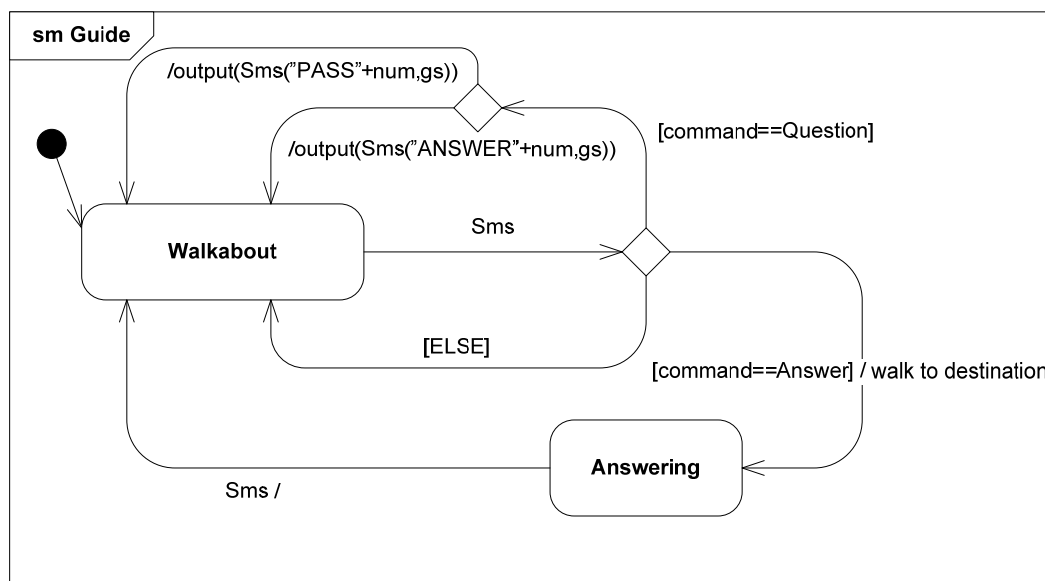 sm Guide
/output(Sms("PASS"+num,gs))
[command==Question]
/output(Sms("ANSWER"+num,gs))
Sms
Walkabout
[ELSE]
[command==Answer] / walk to destination
Answering
Sms /